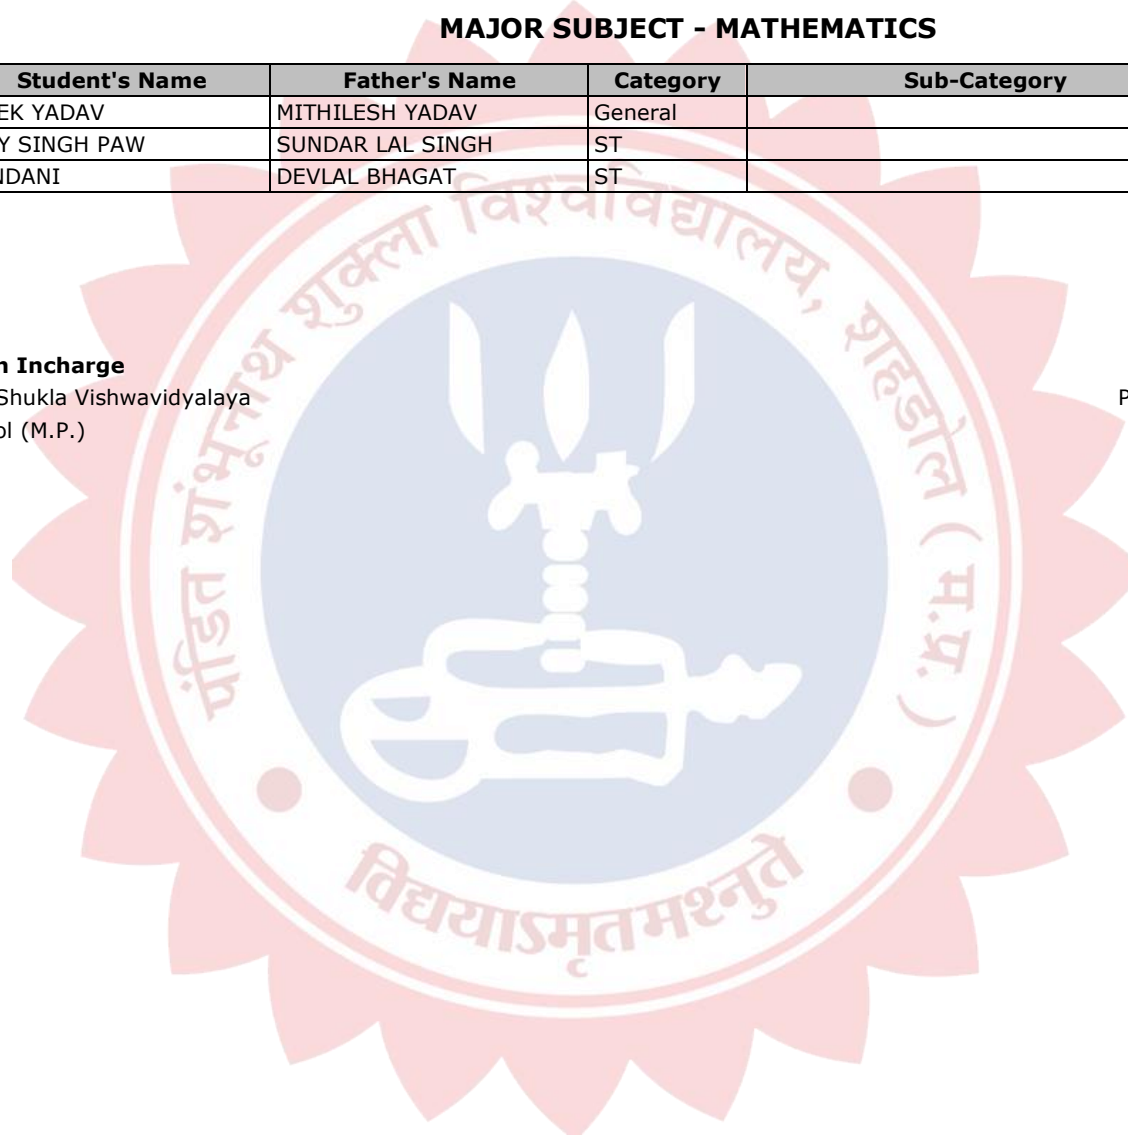 MAJOR SUBJECT - MATHEMATICS
Student's Name Father's Name Category Sub-Category
EK YADAV MITHILESH YADAV General
Y SINGH PAW SUNDAR LAL SINGH ST
NDANI DEVLAL BHAGAT ST
n Incharge
Shukla Vishwavidyalaya P
ol (M.P.)
पंडित शंभूनाथ शुक्ला विश्वविद्यालय, शहडोल ( म.प्र. )
विद्ययाऽमृतमश्नुते